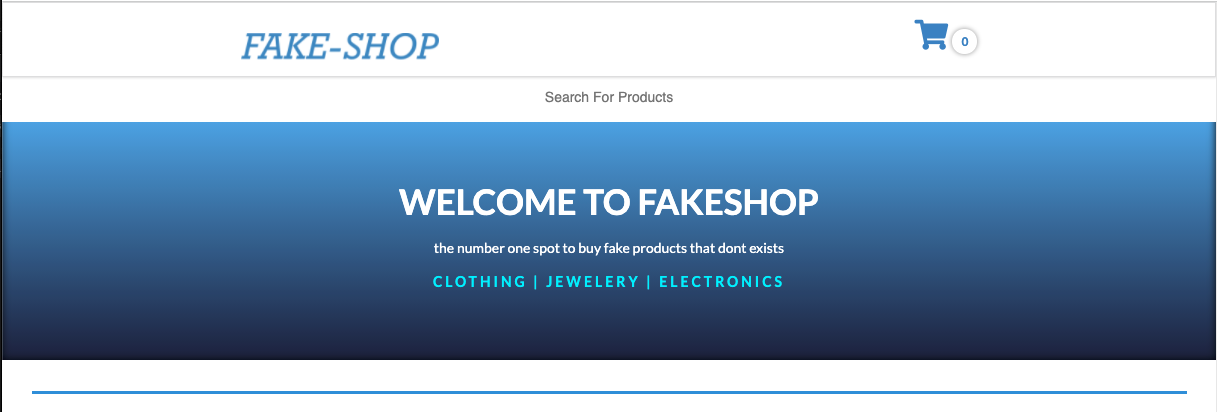 FAKE-SHOP
0
Search For Products
WELCOME TO FAKESHOP
the number one spot to buy fake products that dont exists
CLOTHING | JEWELERY | ELECTRONICS